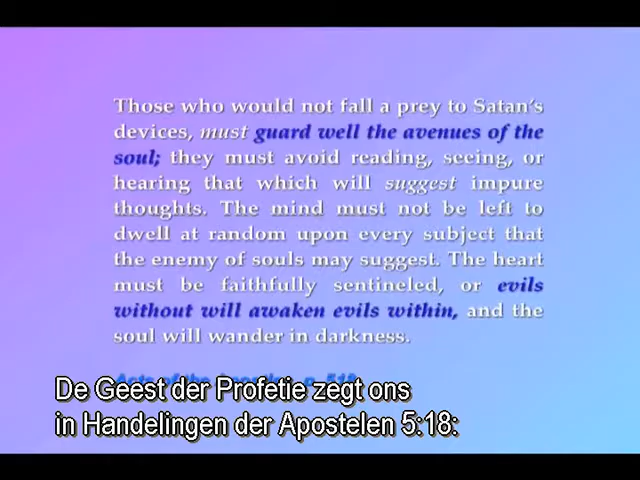 Those who would not fall a prey to Satan's
devices, must guard well the avenues of the
soul; they must avoid reading, seeing, or
hearing that which will suggest impure
thoughts. The mind must not be left to
dwell at random upon every subject that
the enemy of souls may suggest. The heart
must be faithfully sentineled, or evils
without will awaken evils within, and the
soul will wander in darkness.
De Geest der Profetie zegt ons
in Handelingen der Apostelen 5:18: